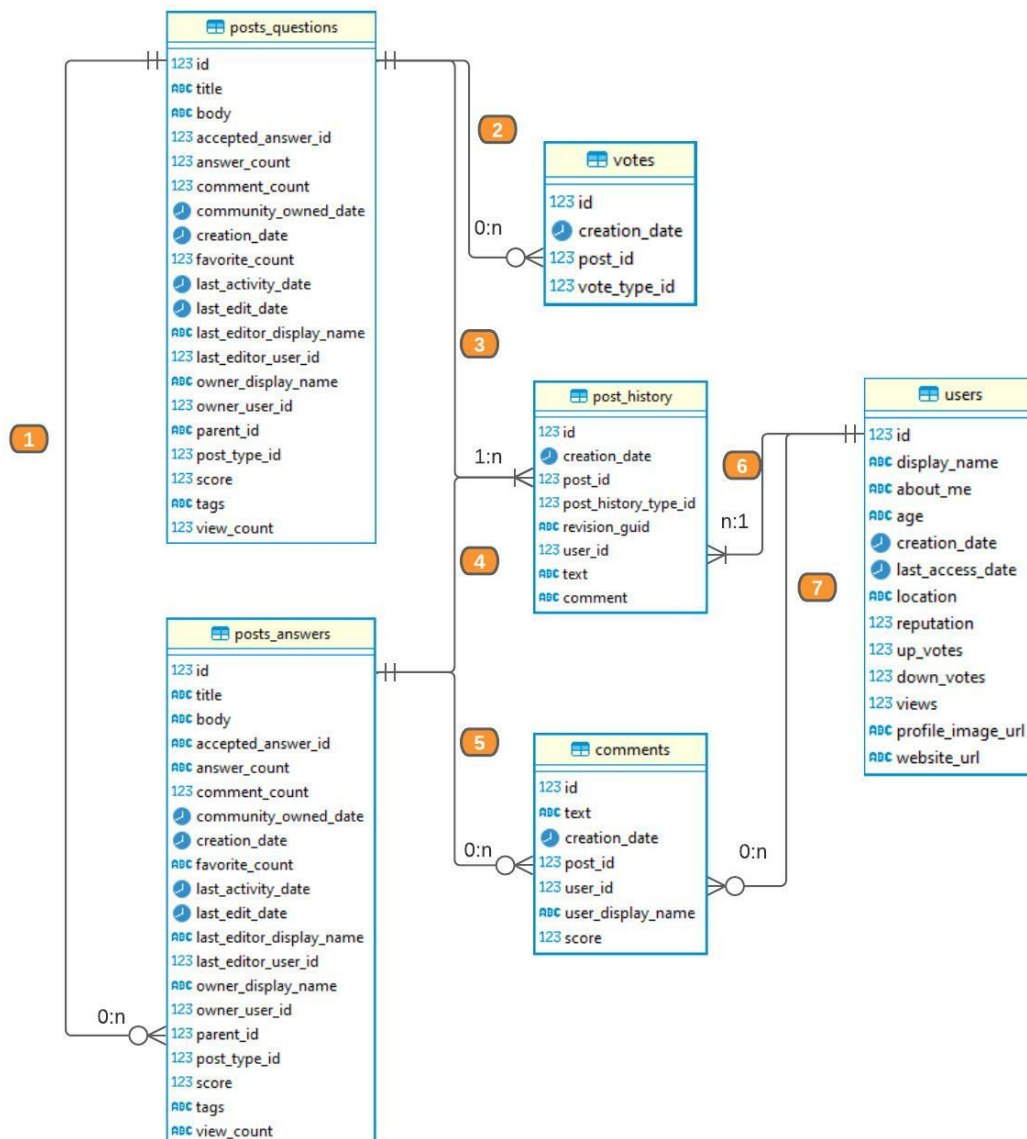 posts_questions
123 id
ABC title
ABC body
123 accepted_answer_id
123 answer_count
123 comment_count
community_owned_date
creation_date
123 favorite_count
last_activity_date
last_edit_date
ABC last_editor_display_name
123 last_editor_user_id
ABC owner_display_name
123 owner_user_id
ABC parent_id
123 post_type_id
123 score
ABC tags
123 view_count
2
votes
123 id
creation_date
123 post_id
123 vote_type_id
0:n
3
1
post_history
123 id
creation_date
123 post_id
123 post_history_type_id
ABC revision_guid
123 user_id
ABC text
ABC comment
1:n
6
n:1
users
123 id
ABC display_name
ABC about_me
ABC age
creation_date
last_access_date
ABC location
123 reputation
123 up_votes
123 down_votes
123 views
ABC profile_image_url
ABC website_url
4
7
posts_answers
123 id
ABC title
ABC body
ABC accepted_answer_id
ABC answer_count
123 comment_count
community_owned_date
creation_date
ABC favorite_count
last_activity_date
last_edit_date
ABC last_editor_display_name
123 last_editor_user_id
ABC owner_display_name
123 owner_user_id
123 parent_id
123 post_type_id
123 score
ABC tags
ABC view_count
5
comments
123 id
ABC text
creation_date
123 post_id
123 user_id
ABC user_display_name
123 score
0:n
0:n
0:n